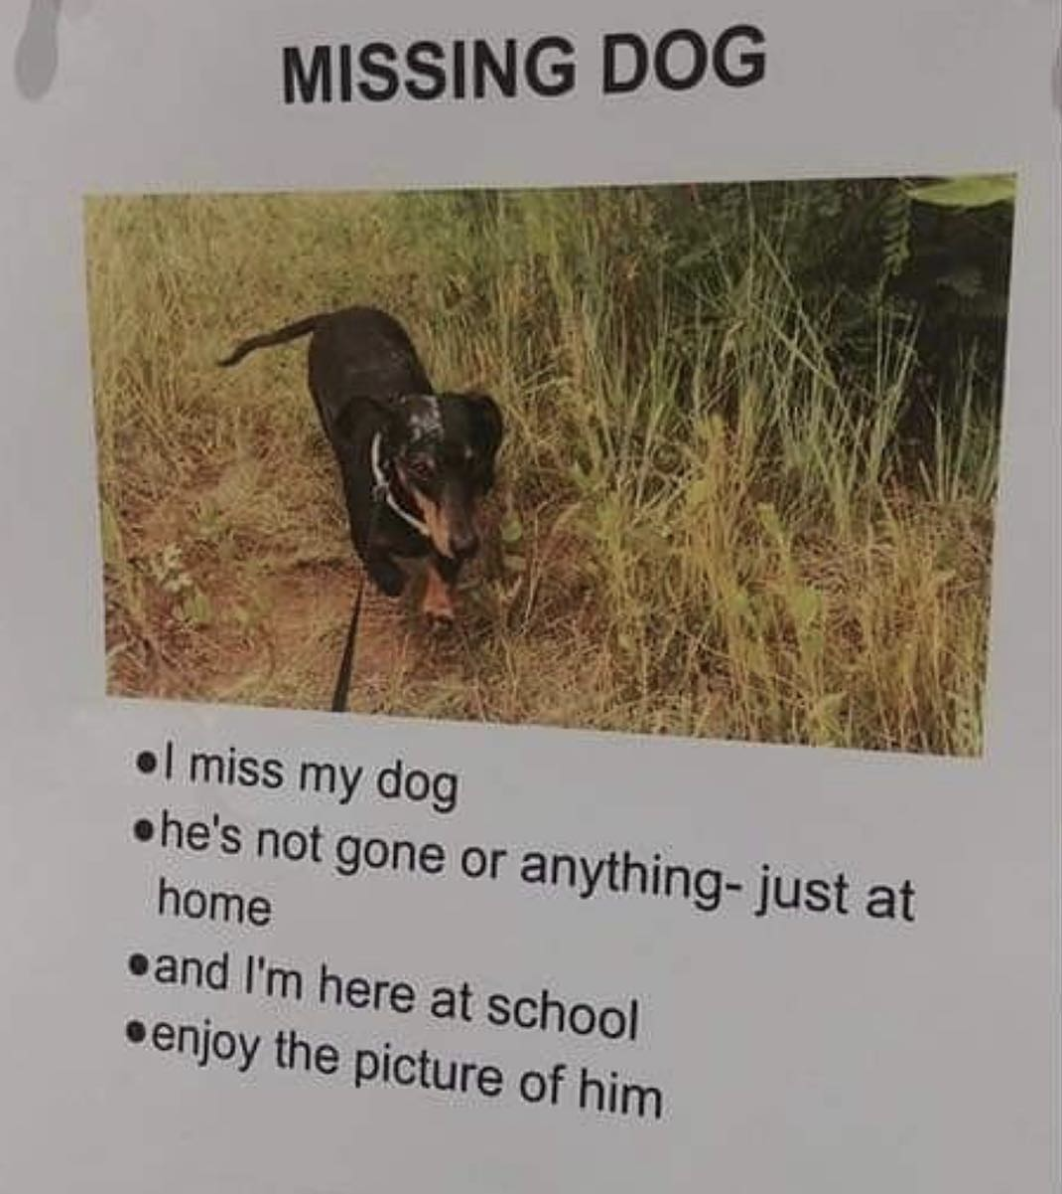 MISSING DOG
●I miss my dog
●he's not gone or anything- just at
home
●and I'm here at school
●enjoy the picture of him